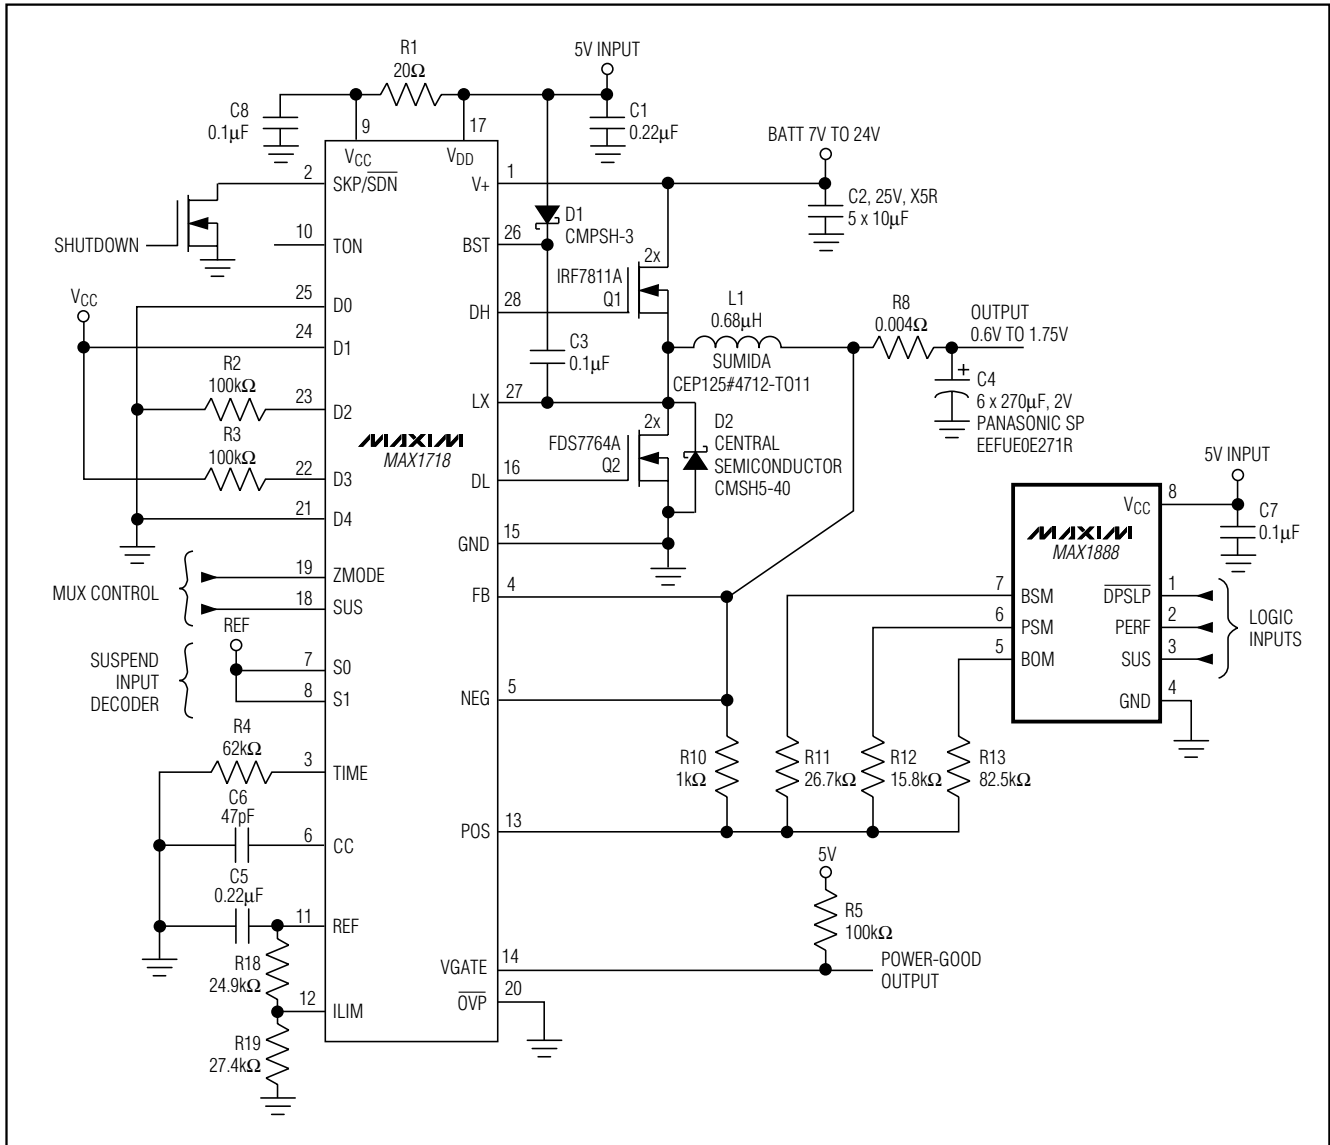 R1
20Ω
5V INPUT
C8
0.1µF
9
17
C1
0.22µF
BATT 7V TO 24V
VCC
VDD
2
SKP/SDN
V+
1
C2, 25V, X5R
5 x 10µF
SHUTDOWN
10
TON
BST
26
D1
CMPSH-3
2x
IRF7811A
Q1
VCC
25
D0
DH
28
L1
0.68µH
SUMIDA
CEP125#4712-TO11
R8
0.004Ω
OUTPUT
0.6V TO 1.75V
24
D1
C3
0.1µF
+
C4
6 x 270µF, 2V
PANASONIC SP
EEFUE0E271R
R2
100kΩ
23
D2
LX
27
2x
FDS7764A
Q2
D2
CENTRAL
SEMICONDUCTOR
CMSH5-40
R3
100kΩ
22
D3
MAXIM
MAX1718
DL
16
21
D4
GND
15
5V INPUT
VCC
8
C7
0.1µF
MAXIM
MAX1888
MUX CONTROL
19
ZMODE
18
SUS
FB
4
7
BSM
DPSLP
1
6
PSM
PERF
2
5
BOM
SUS
3
LOGIC
INPUTS
GND
4
REF
SUSPEND
INPUT
DECODER
7
S0
8
S1
NEG
5
R4
62kΩ
3
TIME
R10
1kΩ
R11
26.7kΩ
R12
15.8kΩ
R13
82.5kΩ
C6
47pF
6
CC
POS
13
C5
0.22µF
11
REF
5V
R5
100kΩ
R18
24.9kΩ
VGATE
14
POWER-GOOD
OUTPUT
12
ILIM
OVP
20
R19
27.4kΩ